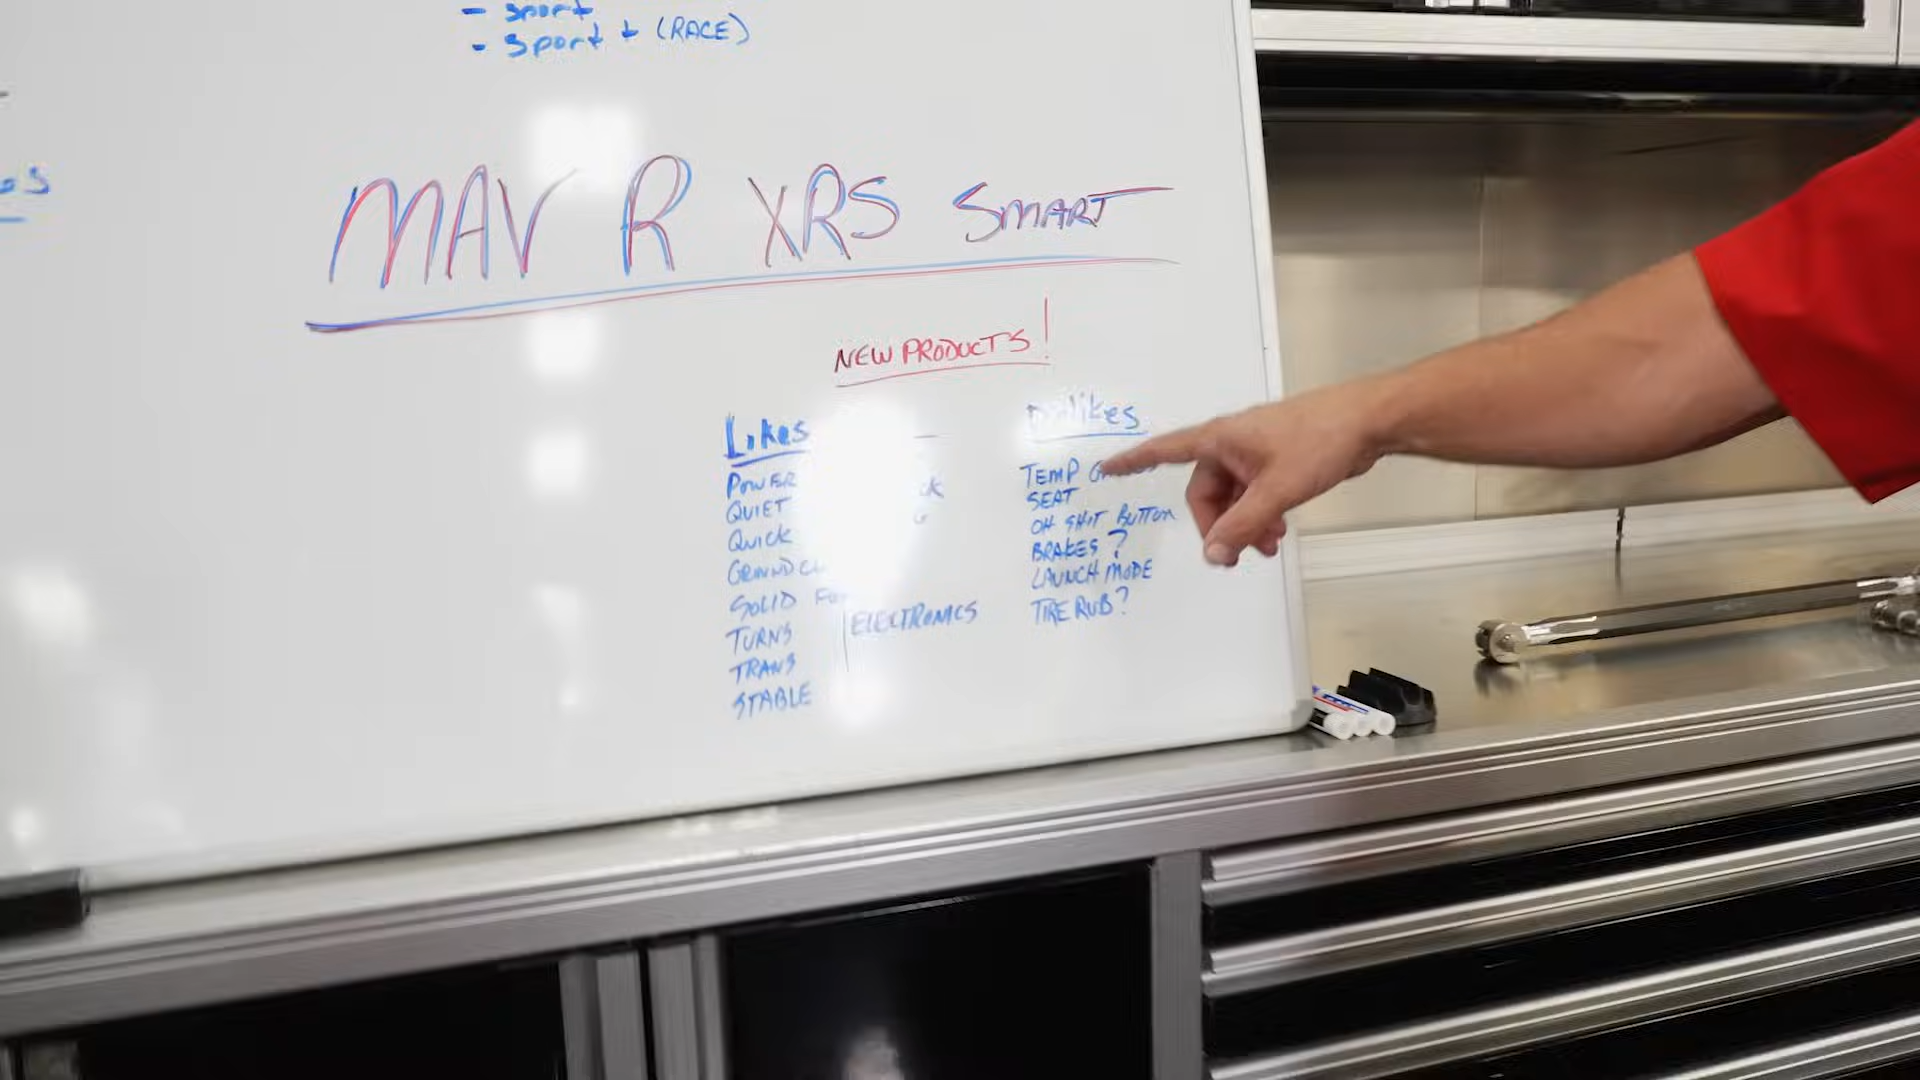 - sport
- Sport + (RACE)
MAV R XRS SMART
NEW PRODUCTS!
Likes
POWER
QUIET
QUICK
SOLID
TURNS
TRANS
STABLE
ELECTRONICS
Dislikes
TEMP
SEAT
OH SHIT BUTTON
BRAKES?
LAUNCH MODE
TIRE RUB?